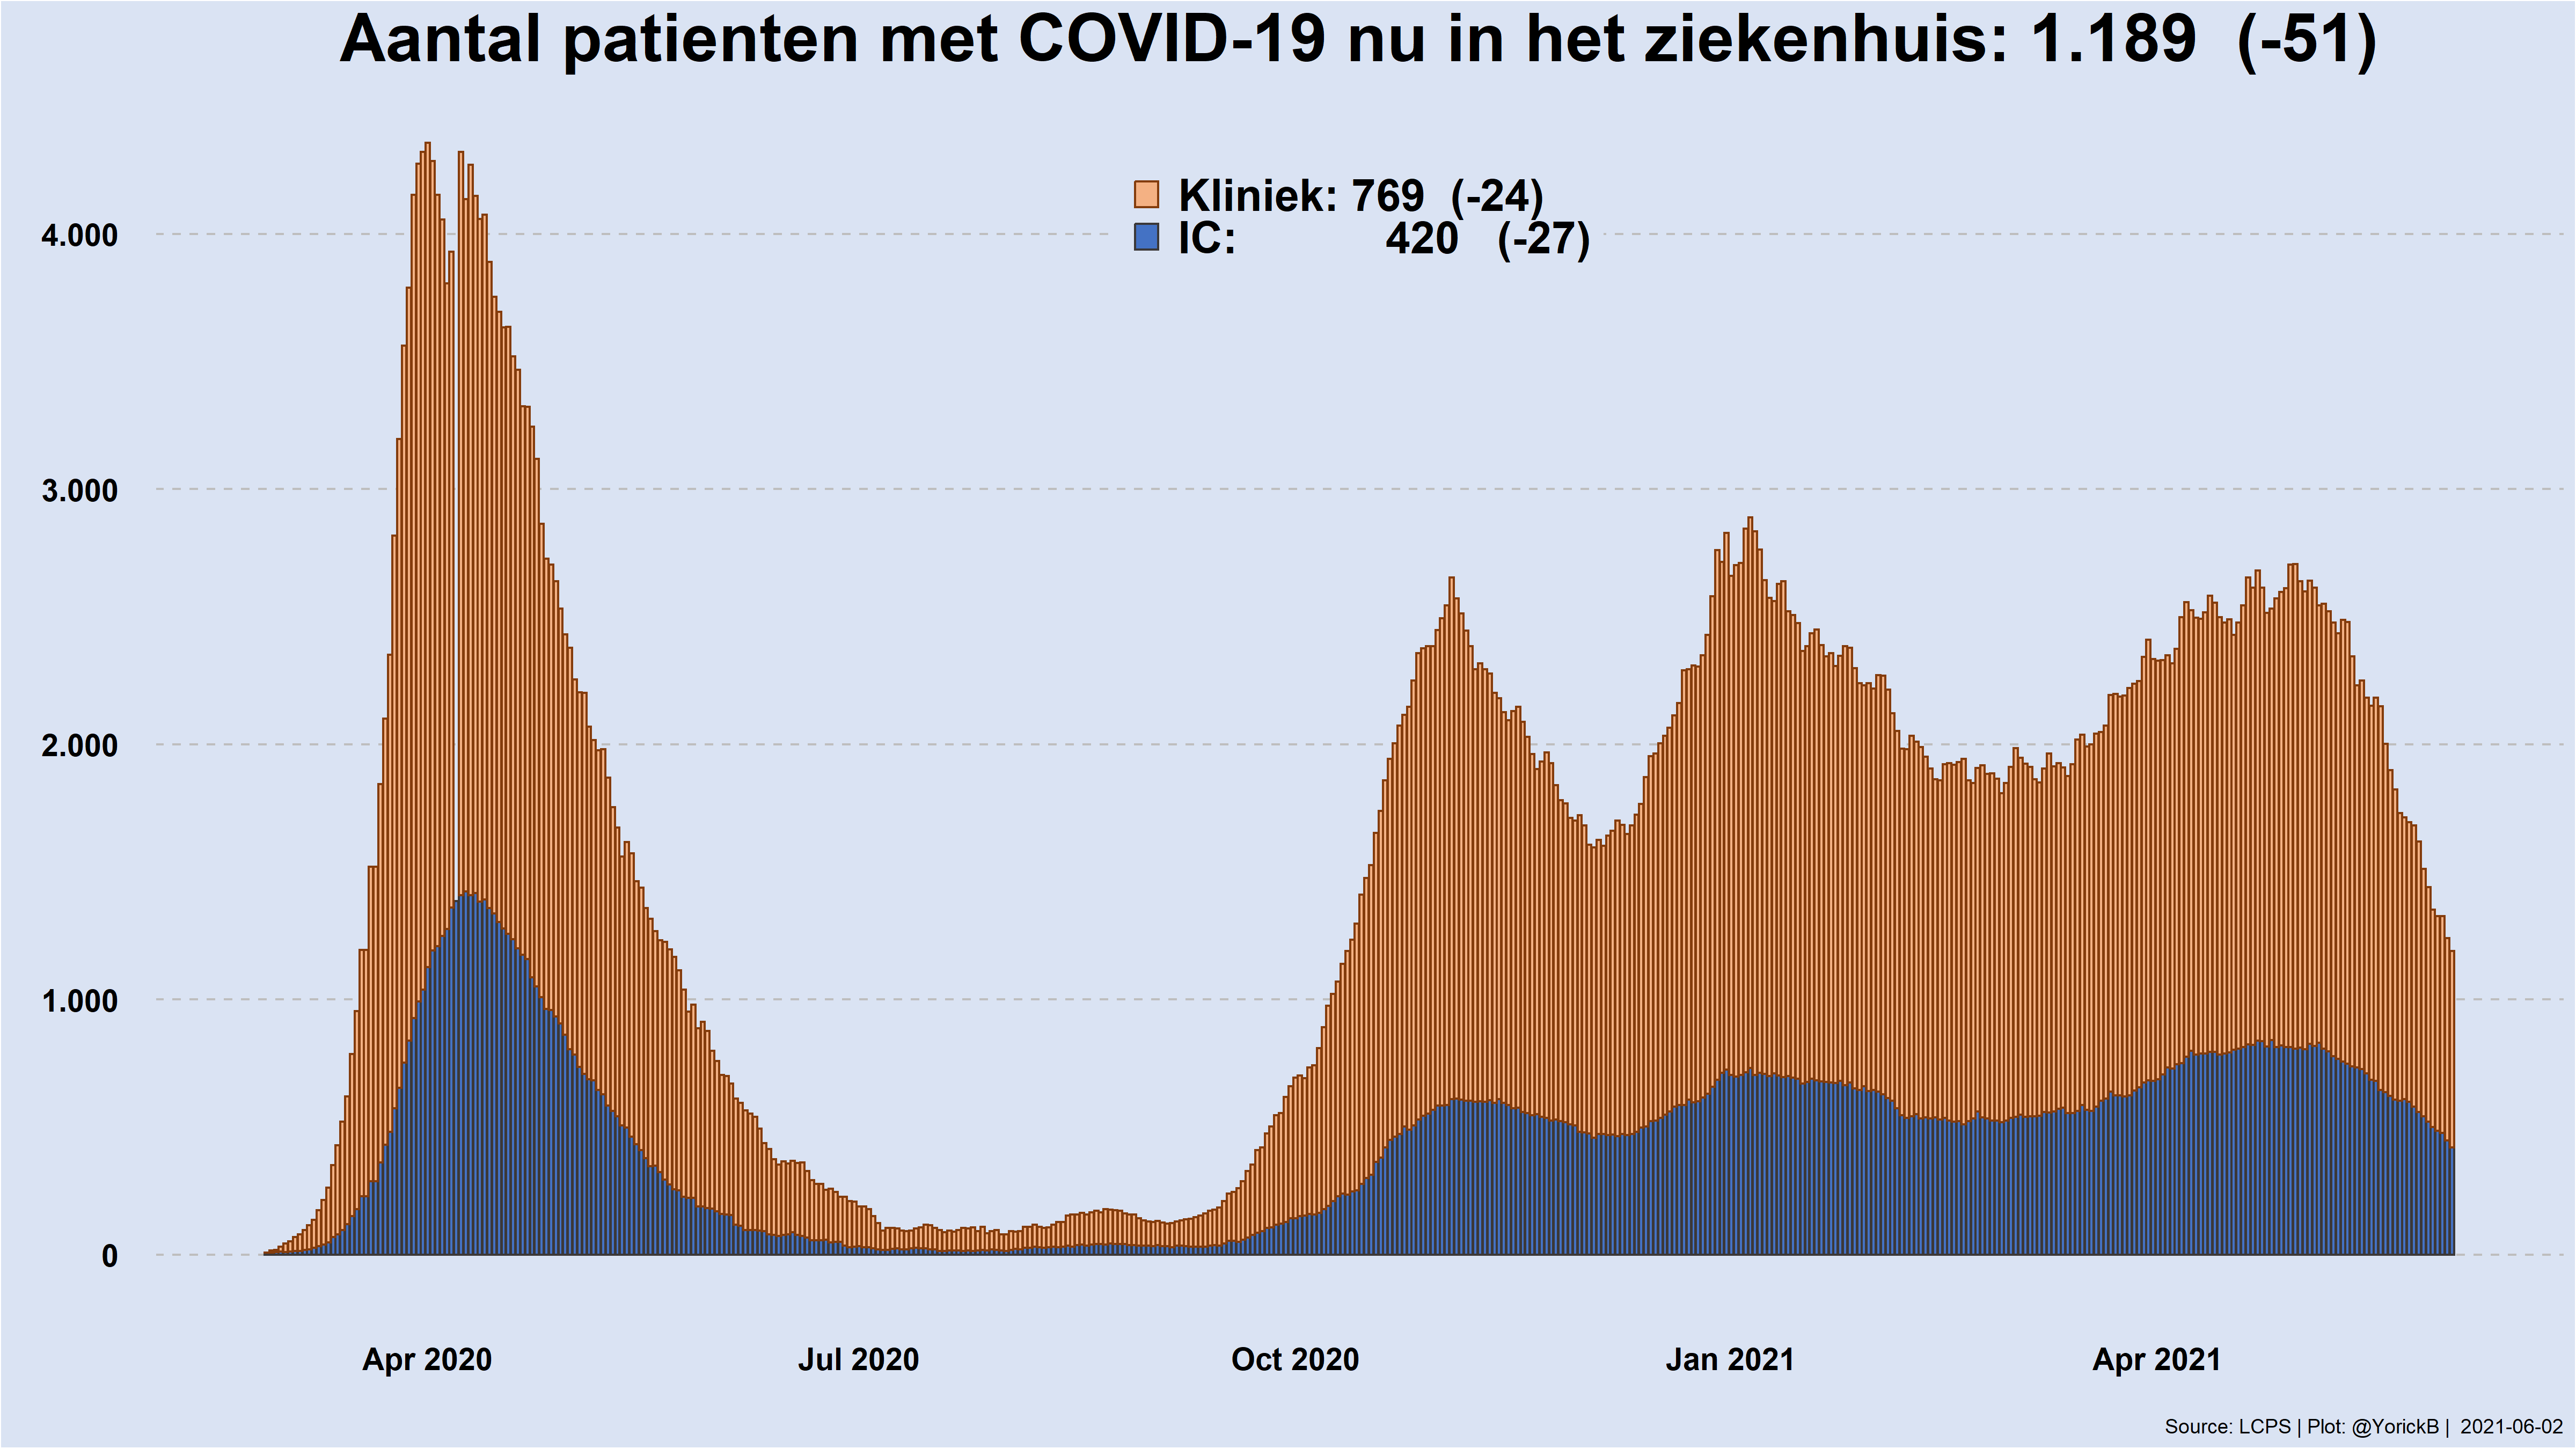 Aantal patienten met COVID-19 nu in het ziekenhuis: 1.189 (-51)
Kliniek: 769 (-24)
IC: 420 (-27)
4.000
3.000
2.000
1.000
0
Apr 2020 Jul 2020 Oct 2020 Jan 2021 Apr 2021
Source: LCPS | Plot: @YorickB | 2021-06-02